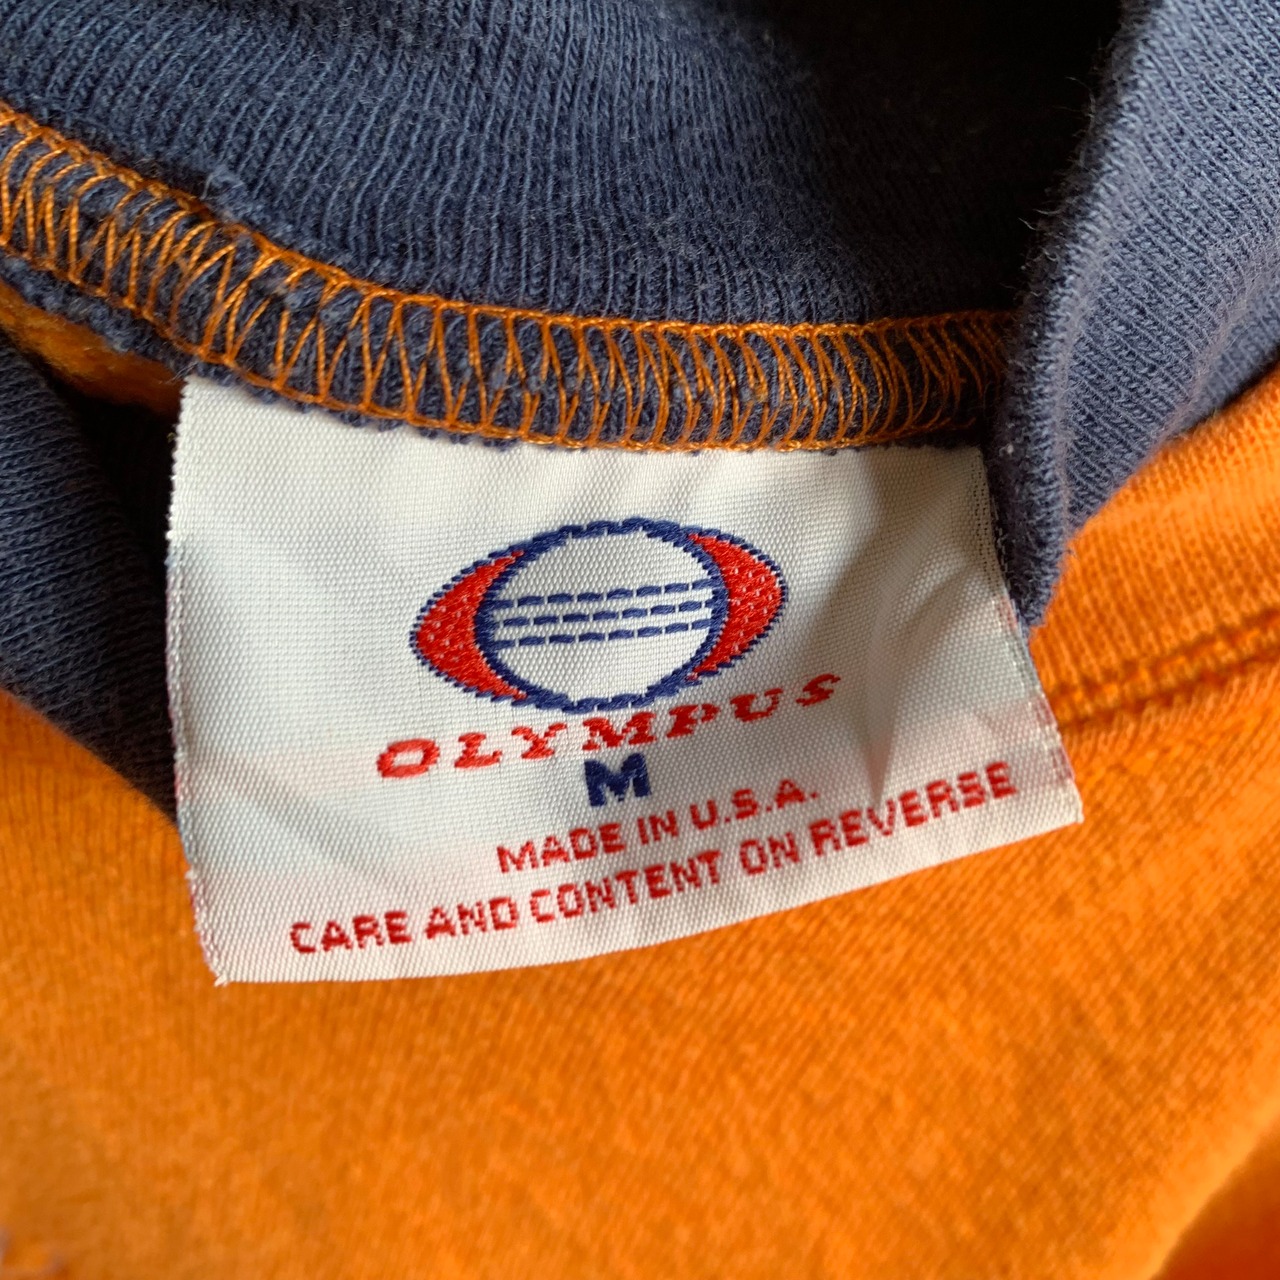 OLYMPUS
M
MADE IN U.S.A.
CARE AND CONTENT ON REVERSE